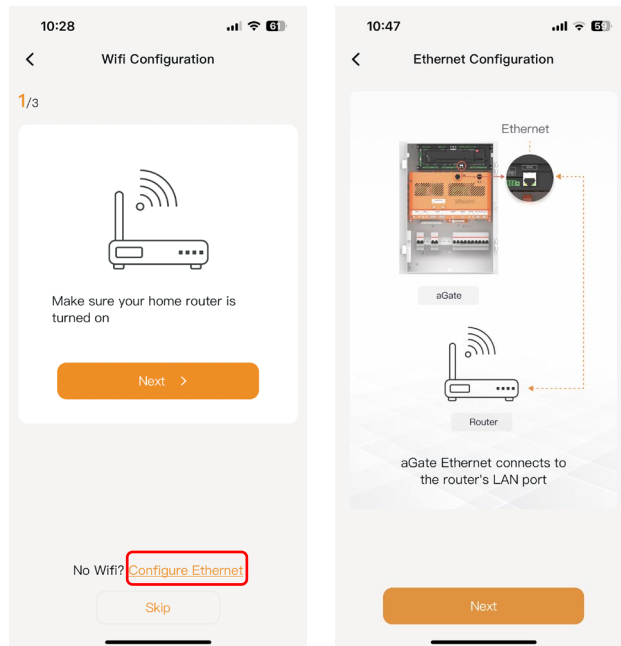 10:28
61
Wifi Configuration
1/3
Make sure your home router is
turned on
Next >
No Wifi? Configure Ethernet
Skip
10:47
59
Ethernet Configuration
Ethernet
aGate
Router
aGate Ethernet connects to
the router's LAN port
Next